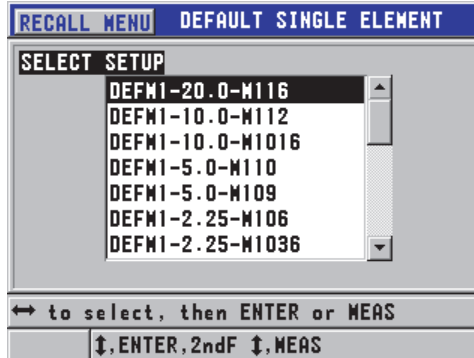 RECALL MENU DEFAULT SINGLE ELEMENT
SELECT SETUP
DEFM1-20.0-M116
DEFM1-10.0-M112
DEFM1-10.0-M1016
DEFM1-5.0-M110
DEFM1-5.0-M109
DEFM1-2.25-M106
DEFM1-2.25-M1036
↔ to select, then ENTER or MEAS
↕,ENTER,2ndF ↕,MEAS